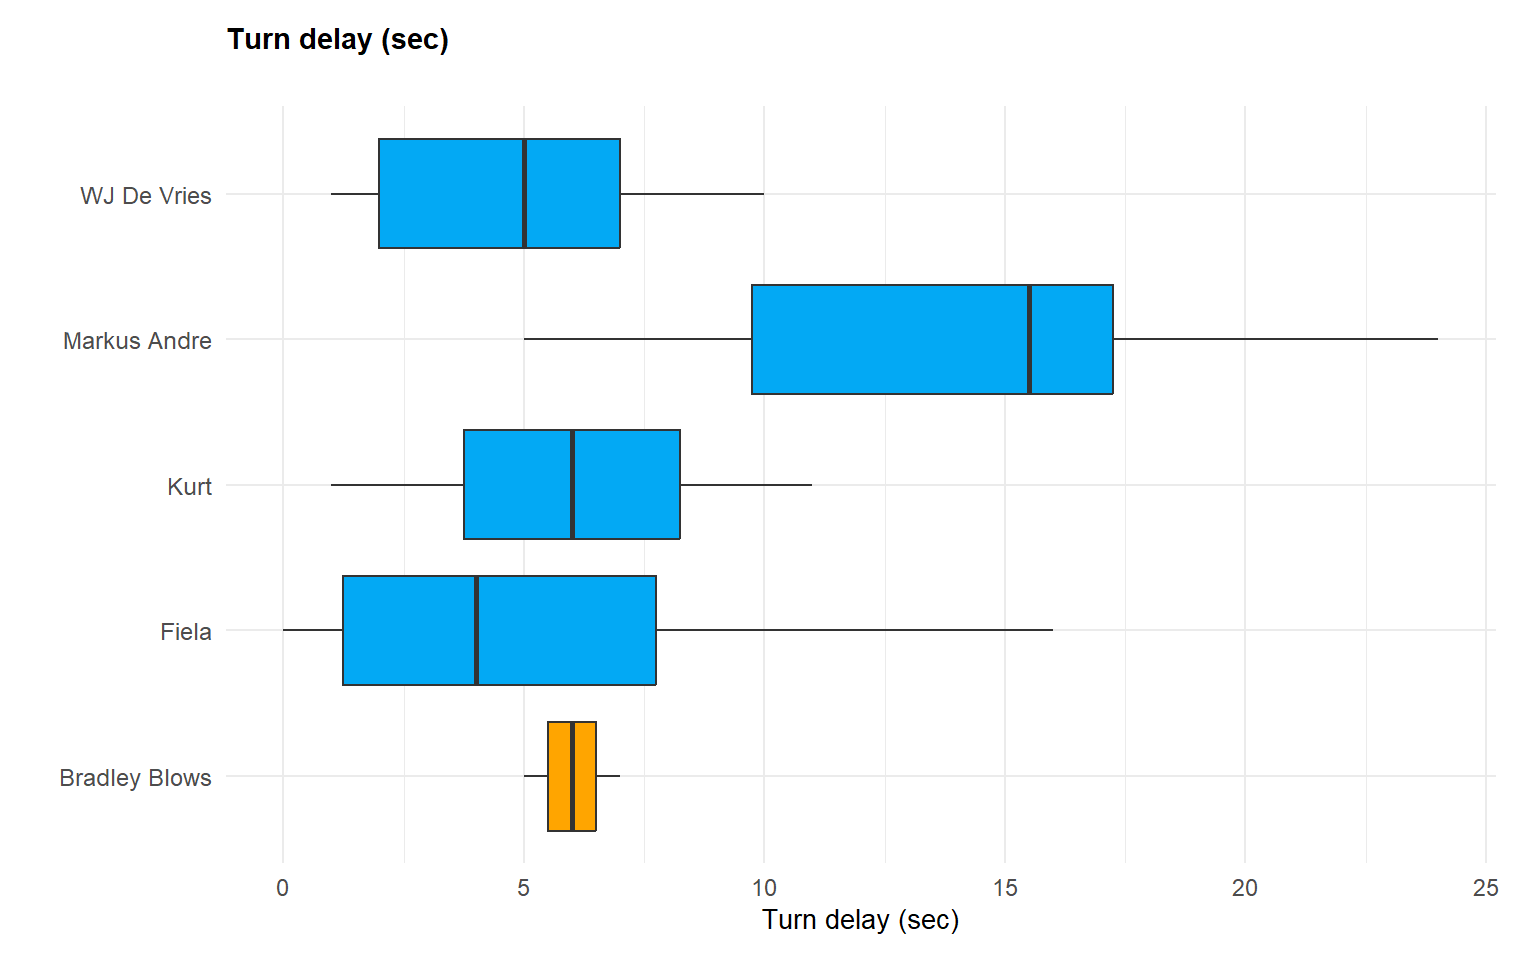 Turn delay (sec)
WJ De Vries
Markus Andre
Kurt
Fiela
Bradley Blows
0 5 10 15 20 25
Turn delay (sec)